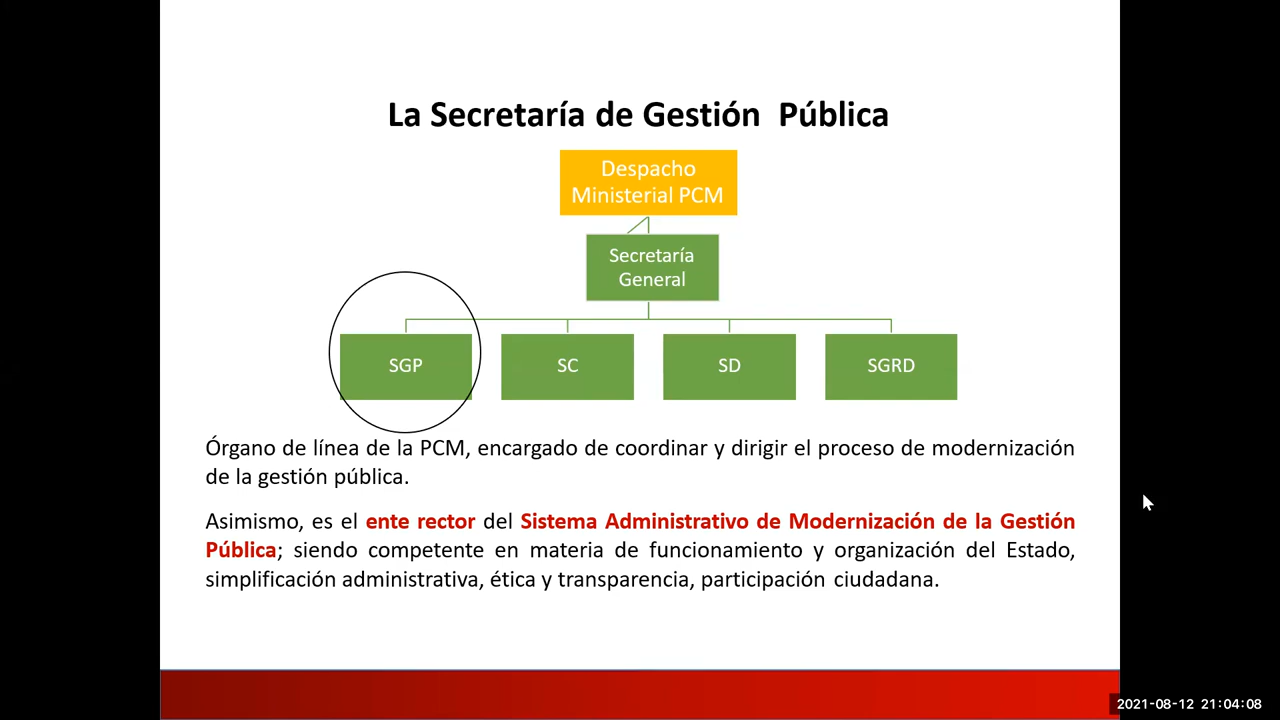 La Secretaría de Gestión  Pública
Despacho
Ministerial PCM
Secretaría
General
SGP
SC
SD
SGRD
Órgano de línea de la PCM, encargado de coordinar y dirigir el proceso de modernización
de la gestión pública.
Asimismo, es el ente rector del Sistema Administrativo de Modernización de la Gestión
Pública; siendo competente en materia de funcionamiento y organización del Estado,
simplificación administrativa, ética y transparencia, participación ciudadana.
2021-08-12 21:04:08